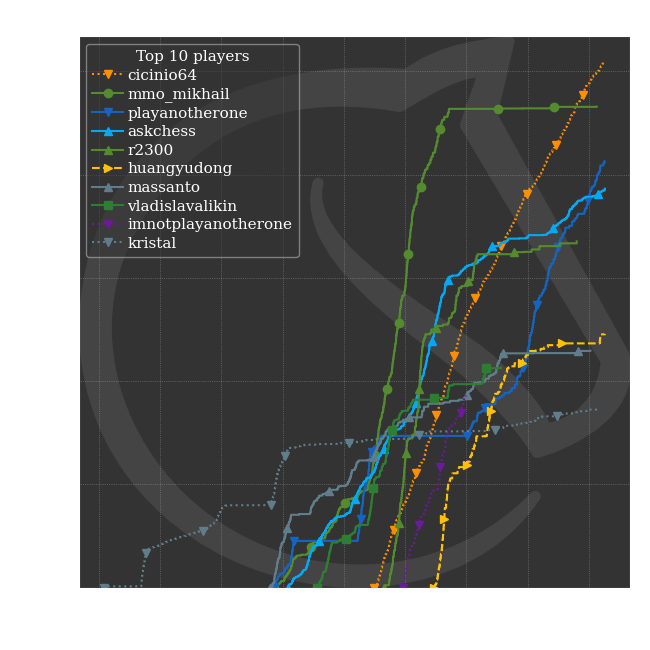 Top 10 players
cicinio64
mmo_mikhail
playanotherone
askchess
r2300
huangyudong
massanto
vladislavalikin
imnotplayanotherone
kristal